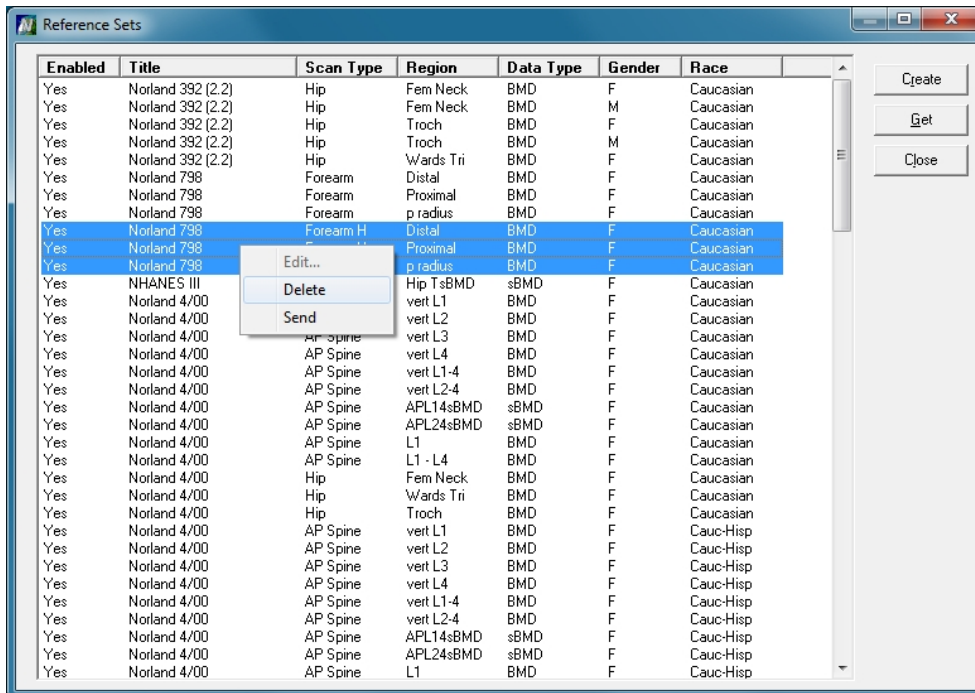 Reference Sets
Enabled Title Scan Type Region Data Type Gender Race
Yes Norland 392 (2.2) Hip Fem Neck BMD F Caucasian
Yes Norland 392 (2.2) Hip Fem Neck BMD M Caucasian
Yes Norland 392 (2.2) Hip Troch BMD F Caucasian
Yes Norland 392 (2.2) Hip Troch BMD M Caucasian
Yes Norland 392 (2.2) Hip Wards Tri BMD F Caucasian
Yes Norland 798 Forearm Distal BMD F Caucasian
Yes Norland 798 Forearm Proximal BMD F Caucasian
Yes Norland 798 Forearm p radius BMD F Caucasian
Yes Norland 798 Forearm H Distal BMD F Caucasian
Yes Norland 798 Proximal BMD F Caucasian
Yes Norland 798 p radius BMD F Caucasian
Yes NHANES III Hip TsBMD sBMD F Caucasian
Yes Norland 4/00 vert L1 BMD F Caucasian
Yes Norland 4/00 vert L2 BMD F Caucasian
Yes Norland 4/00 AP Spine vert L3 BMD F Caucasian
Yes Norland 4/00 AP Spine vert L4 BMD F Caucasian
Yes Norland 4/00 AP Spine vert L1-4 BMD F Caucasian
Yes Norland 4/00 AP Spine vert L2-4 BMD F Caucasian
Yes Norland 4/00 AP Spine APL14sBMD sBMD F Caucasian
Yes Norland 4/00 AP Spine APL24sBMD sBMD F Caucasian
Yes Norland 4/00 AP Spine L1 BMD F Caucasian
Yes Norland 4/00 AP Spine L1 - L4 BMD F Caucasian
Yes Norland 4/00 Hip Fem Neck BMD F Caucasian
Yes Norland 4/00 Hip Wards Tri BMD F Caucasian
Yes Norland 4/00 Hip Troch BMD F Caucasian
Yes Norland 4/00 AP Spine vert L1 BMD F Cauc-Hisp
Yes Norland 4/00 AP Spine vert L2 BMD F Cauc-Hisp
Yes Norland 4/00 AP Spine vert L3 BMD F Cauc-Hisp
Yes Norland 4/00 AP Spine vert L4 BMD F Cauc-Hisp
Yes Norland 4/00 AP Spine vert L1-4 BMD F Cauc-Hisp
Yes Norland 4/00 AP Spine vert L2-4 BMD F Cauc-Hisp
Yes Norland 4/00 AP Spine APL14sBMD sBMD F Cauc-Hisp
Yes Norland 4/00 AP Spine APL24sBMD sBMD F Cauc-Hisp
Yes Norland 4/00 AP Spine L1 BMD F Cauc-Hisp
Edit...
Delete
Send
Create
Get
Close